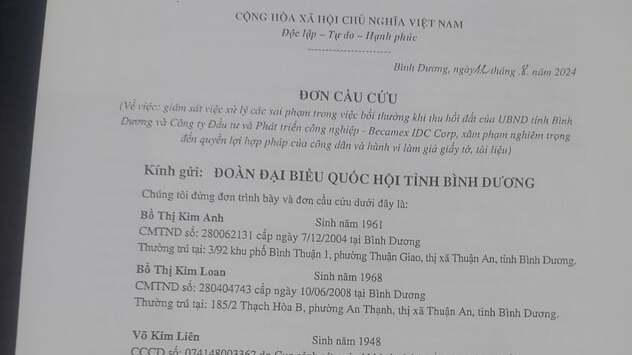 CỘNG HÒA XÃ HỘI CHỦ NGHĨA VIỆT NAM
Độc lập – Tự do – Hạnh phúc
----------------------
Bình Dương, ngày 12 tháng 8. năm 2024
ĐƠN CẦU CỨU
(Về việc: giám sát việc xử lý các sai phạm trong việc bồi thường khi thu hồi đất của UBND tỉnh Bình
Dương và Công ty Đầu tư và Phát triển công nghiệp - Becamex IDC Corp, xâm phạm nghiêm trọng
đến quyền lợi hợp pháp của công dân và hành vi làm giả giấy tờ, tài liệu)
Kính gửi: ĐOÀN ĐẠI BIỂU QUỐC HỘI TỈNH BÌNH DƯƠNG
Chúng tôi đứng đơn trình bày và đơn cầu cứu dưới đây là:
Bồ Thị Kim Anh Sinh năm 1961
CMTND số: 280062131 cấp ngày 7/12/2004 tại Bình Dương
Thường trú tại: 3/92 khu phố Bình Thuận 1, phường Thuận Giao, thị xã Thuận An, tỉnh Bình Dương.
Bồ Thị Kim Loan Sinh năm 1968
CMTND số: 280404743 cấp ngày 10/06/2008 tại Bình Dương
Thường trú tại: 185/2 Thạch Hòa B, phường An Thạnh, thị xã Thuận An, tỉnh Bình Dương.
Võ Kim Liên Sinh năm 1948
CCCD số: 074148003362 do